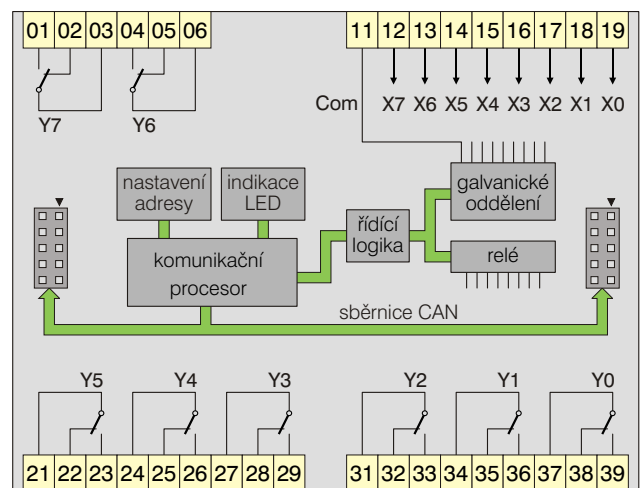 01 02 03 04 05 06
11 12 13 14 15 16 17 18 19
Com X7 X6 X5 X4 X3 X2 X1 X0
Y7 Y6
nastavení
adresy
indikace
LED
galvanické
oddělení
řídící
logika
relé
komunikační
procesor
sběrnice CAN
Y5 Y4 Y3 Y2 Y1 Y0
21 22 23 24 25 26 27 28 29
31 32 33 34 35 36 37 38 39